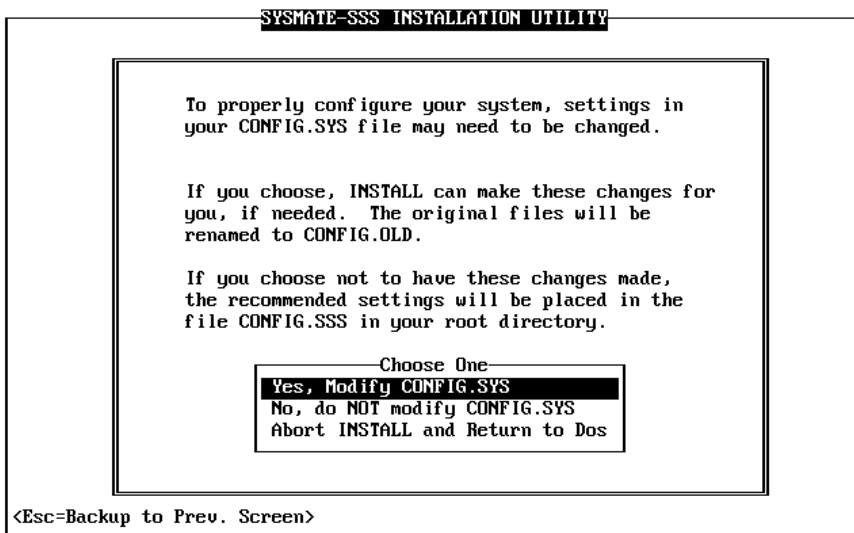 SYSMATE-SSS INSTALLATION UTILITY
To properly configure your system, settings in
your CONFIG.SYS file may need to be changed.
If you choose, INSTALL can make these changes for
you, if needed.  The original files will be
renamed to CONFIG.OLD.
If you choose not to have these changes made,
the recommended settings will be placed in the
file CONFIG.SSS in your root directory.
Choose One
Yes, Modify CONFIG.SYS
No, do NOT modify CONFIG.SYS
Abort INSTALL and Return to Dos
<Esc=Backup to Prev. Screen>